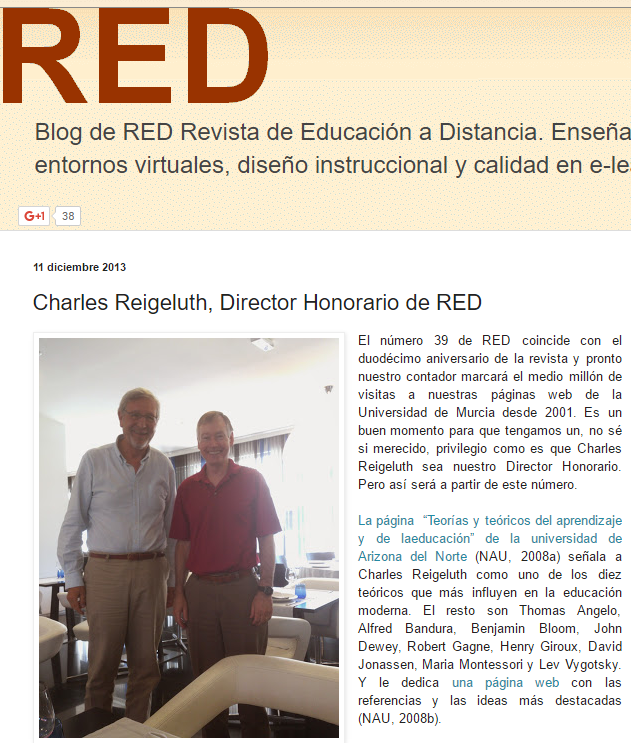 RED
Blog de RED Revista de Educación a Distancia. Enseña
entornos virtuales, diseño instruccional y calidad en e-le
G+1 38
11 diciembre 2013
Charles Reigeluth, Director Honorario de RED
El número 39 de RED coincide con el
duodécimo aniversario de la revista y pronto
nuestro contador marcará el medio millón de
visitas a nuestras páginas web de la
Universidad de Murcia desde 2001. Es un
buen momento para que tengamos un, no sé
si merecido, privilegio como es que Charles
Reigeluth sea nuestro Director Honorario.
Pero así será a partir de este número.
La página “Teorías y teóricos del aprendizaje
y de laeducación” de la universidad de
Arizona del Norte (NAU, 2008a) señala a
Charles Reigeluth como uno de los diez
teóricos que más influyen en la educación
moderna. El resto son Thomas Angelo,
Alfred Bandura, Benjamin Bloom, John
Dewey, Robert Gagne, Henry Giroux, David
Jonassen, Maria Montessori y Lev Vygotsky.
Y le dedica una página web con las
referencias y las ideas más destacadas
(NAU, 2008b).